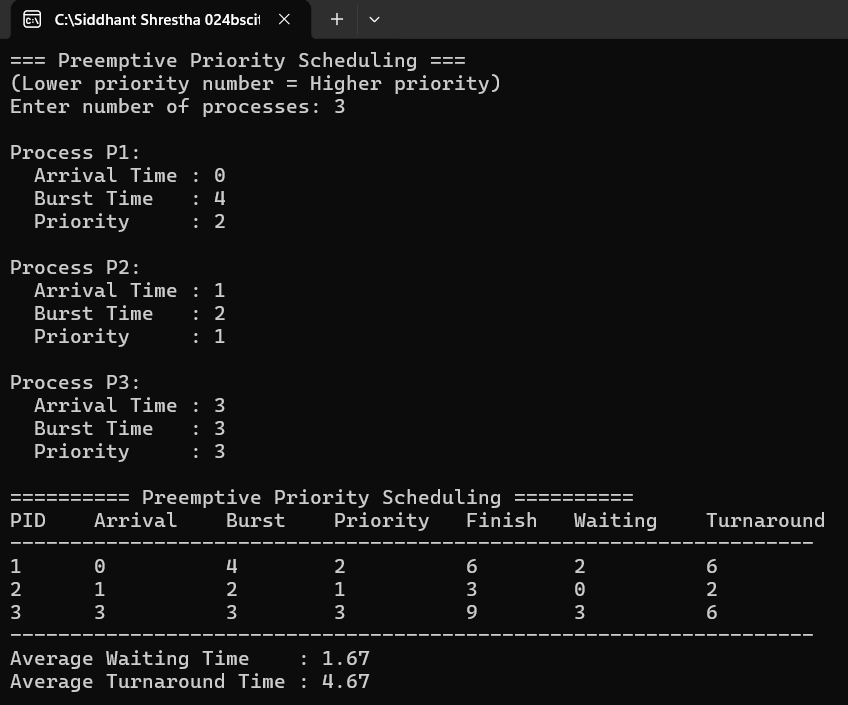 C:\Siddhant Shrestha 024bscit
=== Preemptive Priority Scheduling ===
(Lower priority number = Higher priority)
Enter number of processes: 3
Process P1:
Arrival Time : 0
Burst Time : 4
Priority : 2
Process P2:
Arrival Time : 1
Burst Time : 2
Priority : 1
Process P3:
Arrival Time : 3
Burst Time : 3
Priority : 3
========== Preemptive Priority Scheduling ==========
PID Arrival Burst Priority Finish Waiting Turnaround
-------------------------------------------------------------------
1 0 4 2 6 2 6
2 1 2 1 3 0 2
3 3 3 3 9 3 6
-------------------------------------------------------------------
Average Waiting Time : 1.67
Average Turnaround Time : 4.67